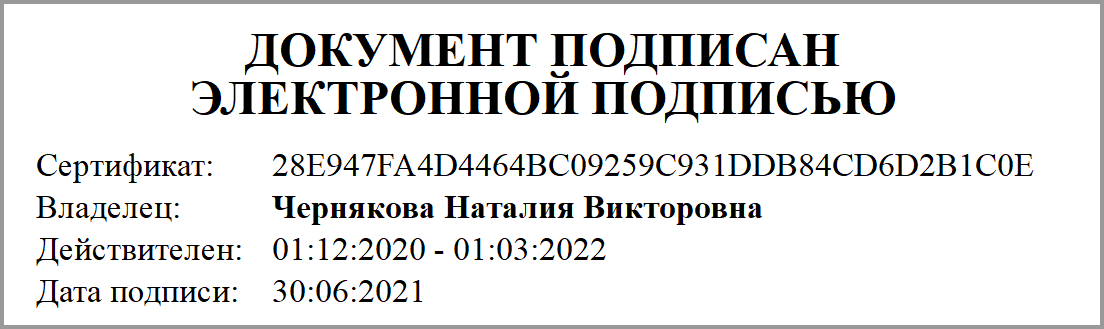 ДОКУМЕНТ ПОДПИСАН
ЭЛЕКТРОННОЙ ПОДПИСЬЮ
Сертификат: 28E947FA4D4464BC09259C931DDB84CD6D2B1C0E
Владелец: Чернякова Наталия Викторовна
Действителен: 01:12:2020 - 01:03:2022
Дата подписи: 30:06:2021